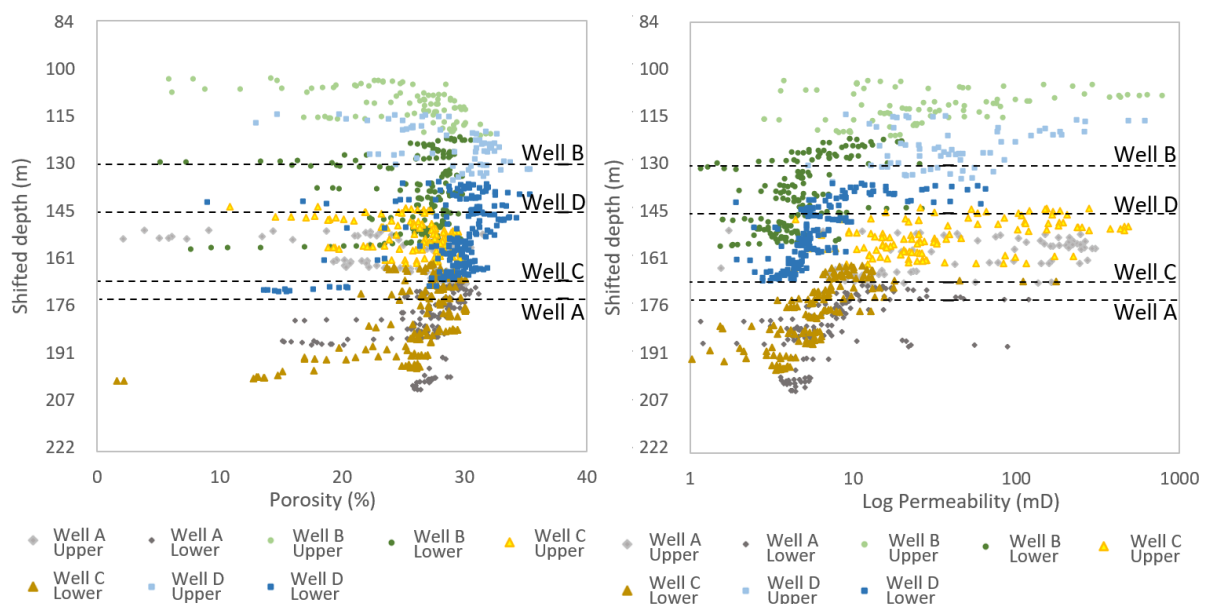 84
100
115
130
145
161
176
191
207
222
Shifted depth (m)
Well B
Well D
Well C
Well A
0 10 20 30 40
Porosity (%)
Well A Upper
Well A Lower
Well B Upper
Well B Lower
Well C Upper
Well C Lower
Well D Upper
Well D Lower
84
100
115
130
145
161
176
191
207
222
Shifted depth (m)
Well B
Well D
Well C
Well A
1 10 100 1000
Log Permeability (mD)
Well A Upper
Well A Lower
Well B Upper
Well B Lower
Well C Upper
Well C Lower
Well D Upper
Well D Lower